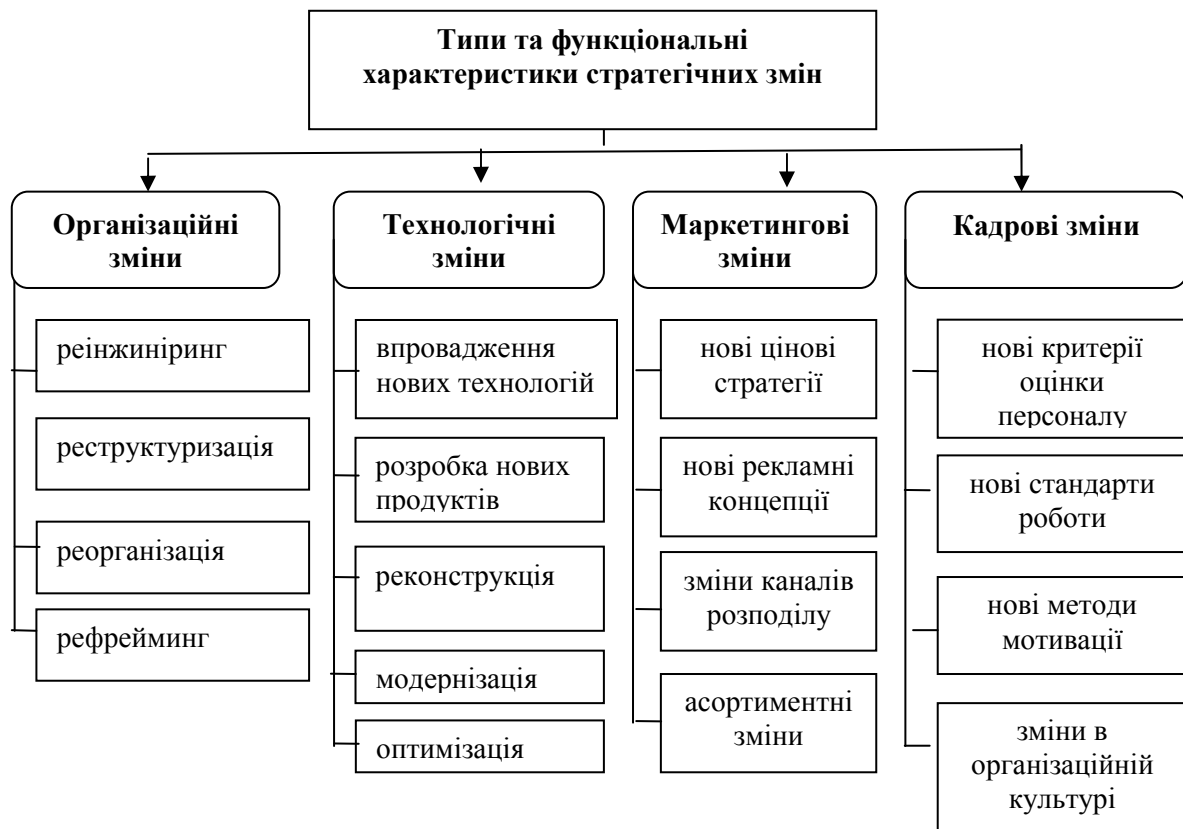 Типи та функціональні
характеристики стратегічних змін
Організаційні
зміни
реінжиніринг
реструктуризація
реорганізація
рефрейминг
Технологічні
зміни
впровадження
нових технологій
розробка нових
продуктів
реконструкція
модернізація
оптимізація
Маркетингові
зміни
нові цінові
стратегії
нові рекламні
концепції
зміни каналів
розподілу
асортиментні
зміни
Кадрові зміни
нові критерії
оцінки
персоналу
нові стандарти
роботи
нові методи
мотивації
зміни в
організаційній
культурі